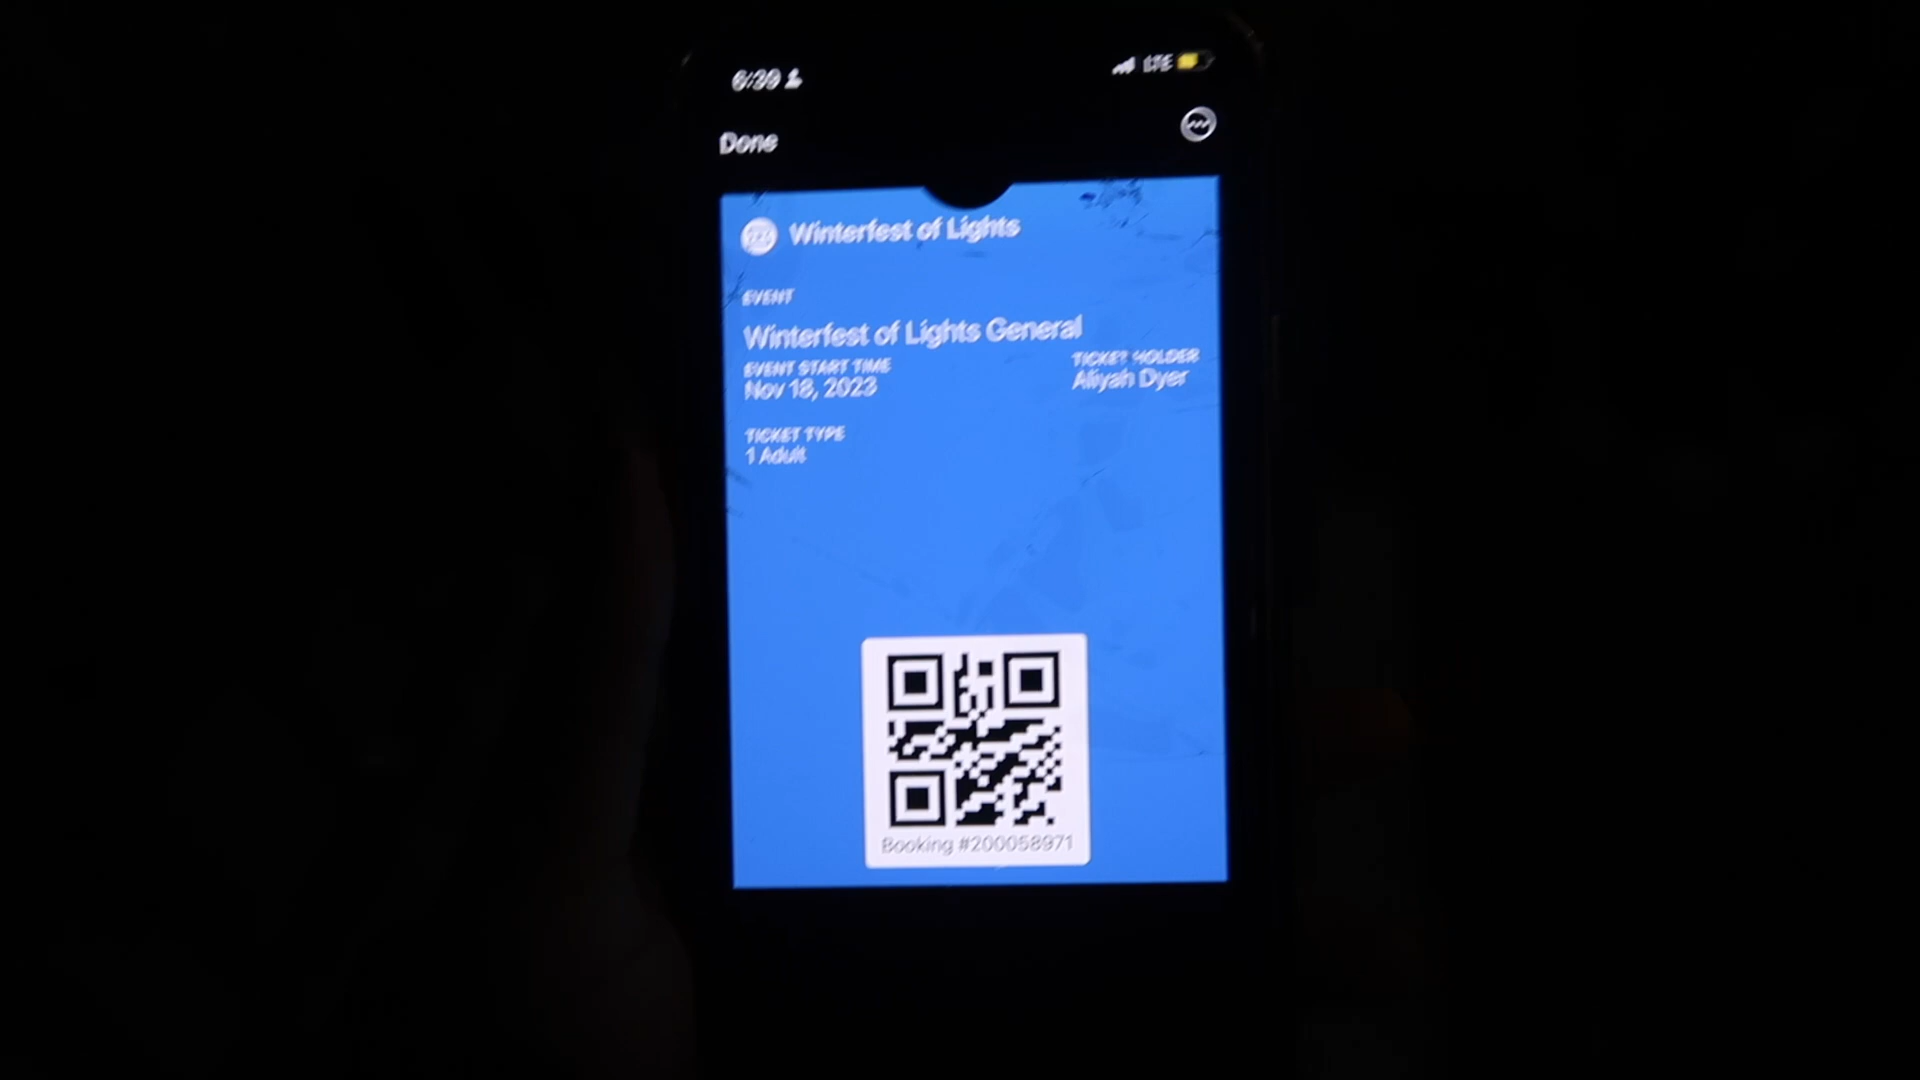 6:39
LTE
Done
Winterfest of Lights
EVENT
Winterfest of Lights General
EVENT START TIME
Nov 18, 2023
TICKET HOLDER
Aliyah Dyer
TICKET TYPE
1 Adult
Booking #200058971